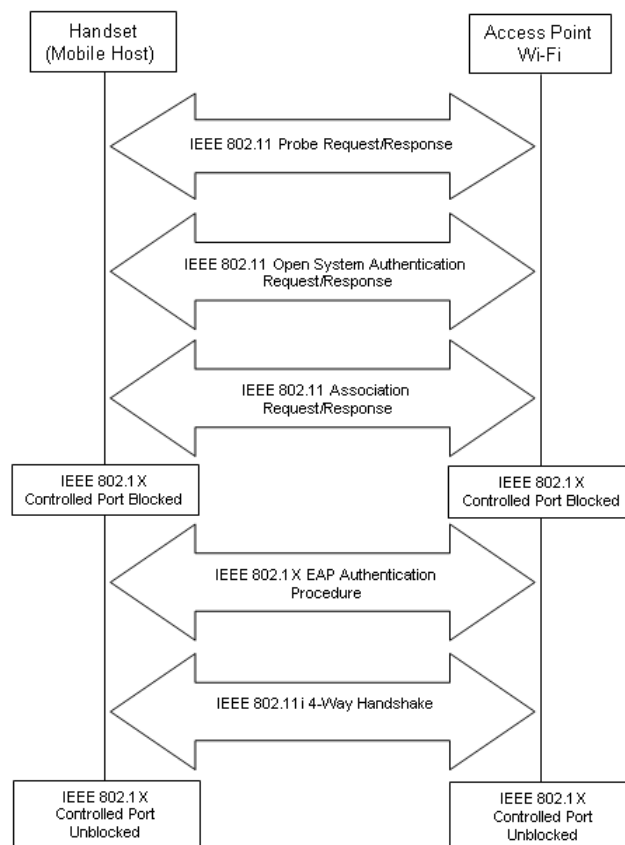 Handset
(Mobile Host)
Access Point
Wi-Fi
IEEE 802.11 Probe Request/Response
IEEE 802.11 Open System Authentication
Request/Response
IEEE 802.11 Association
Request/Response
IEEE 802.1X
Controlled Port Blocked
IEEE 802.1X
Controlled Port Blocked
IEEE 802.1X EAP Authentication
Procedure
IEEE 802.11i 4-Way Handshake
IEEE 802.1X
Controlled Port
Unblocked
IEEE 802.1X
Controlled Port
Unblocked